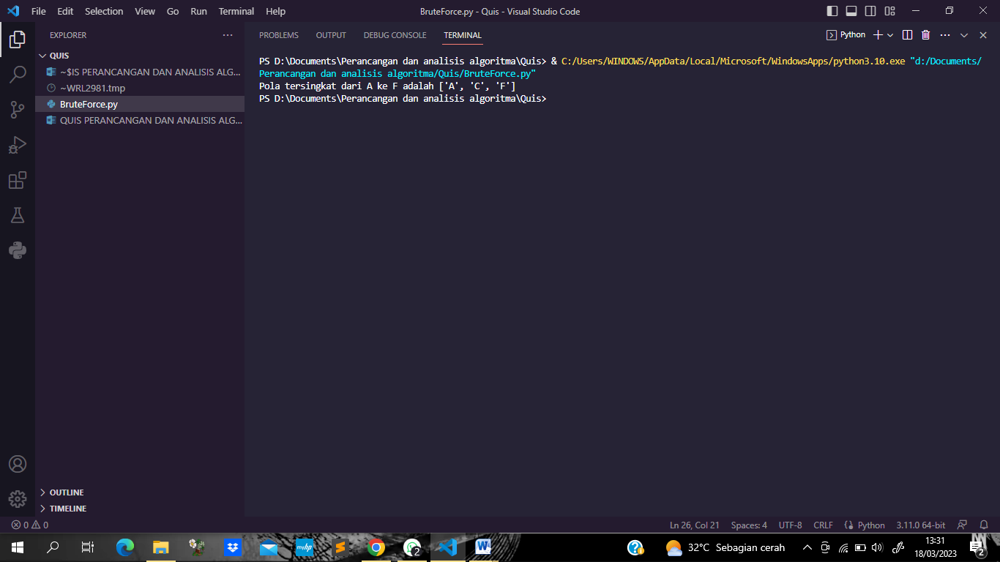 File Edit Selection View Go Run Terminal Help
BruteForce.py - Quis - Visual Studio Code
EXPLORER
QUIS
~$IS PERANCANGAN DAN ANALISIS ALG...
~WRL2981.tmp
BruteForce.py
QUIS PERANCANGAN DAN ANALISIS ALG...
OUTLINE
TIMELINE
PROBLEMS OUTPUT DEBUG CONSOLE TERMINAL
Python
PS D:\Documents\Perancangan dan analisis algoritma\Quis> & C:/Users/WINDOWS/AppData/Local/Microsoft/WindowsApps/python3.10.exe "d:/Documents/
Perancangan dan analisis algoritma/Quis/BruteForce.py"
Pola tersingkat dari A ke F adalah ['A', 'C', 'F']
PS D:\Documents\Perancangan dan analisis algoritma\Quis>
0 0
Ln 26, Col 21 Spaces: 4 UTF-8 CRLF Python 3.11.0 64-bit
myhp
2
32°C Sebagian cerah
13:31
18/03/2023
2